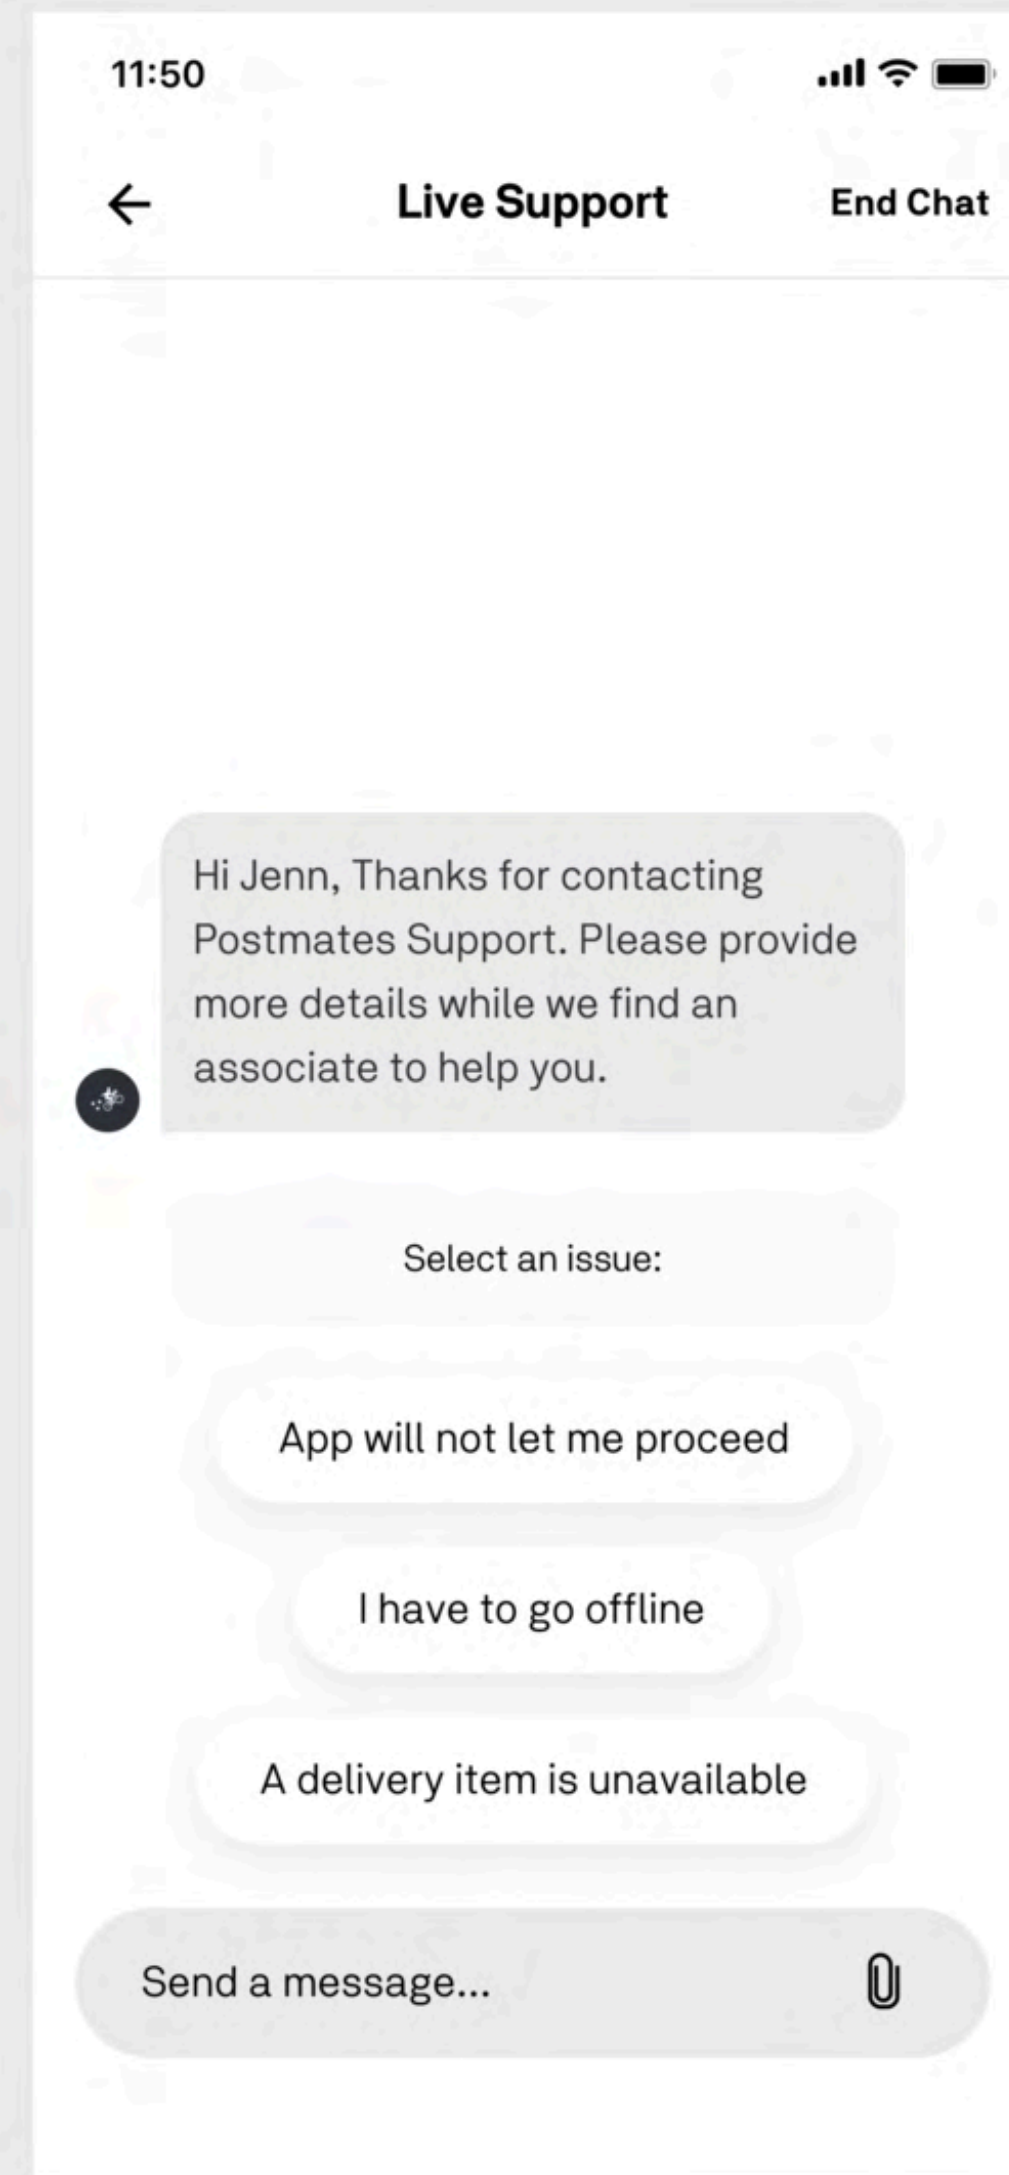 11:50
Live Support
End Chat
Hi Jenn, Thanks for contacting
Postmates Support. Please provide
more details while we find an
associate to help you.
Select an issue:
App will not let me proceed
I have to go offline
A delivery item is unavailable
Send a message...